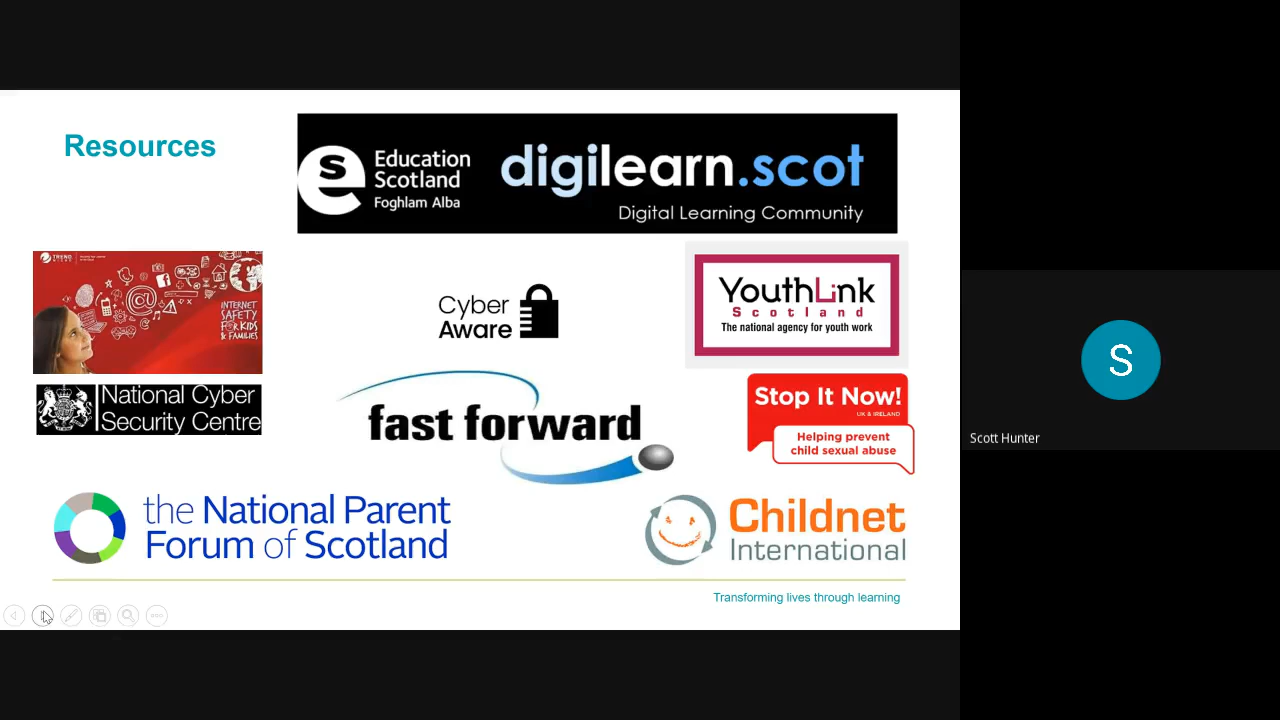 Resources
Education
Scotland
Foghlam Alba
digilearn.scot
Digital Learning Community
TREND
MICRO
INTERNET
SAFETY
FOR KIDS
& FAMILIES
Cyber
Aware
YouthLink
Scotland
The national agency for youth work
National Cyber
Security Centre
fast forward
Stop It Now!
UK & IRELAND
Helping prevent
child sexual abuse
the National Parent
Forum of Scotland
Childnet
International
Transforming lives through learning
S
Scott Hunter